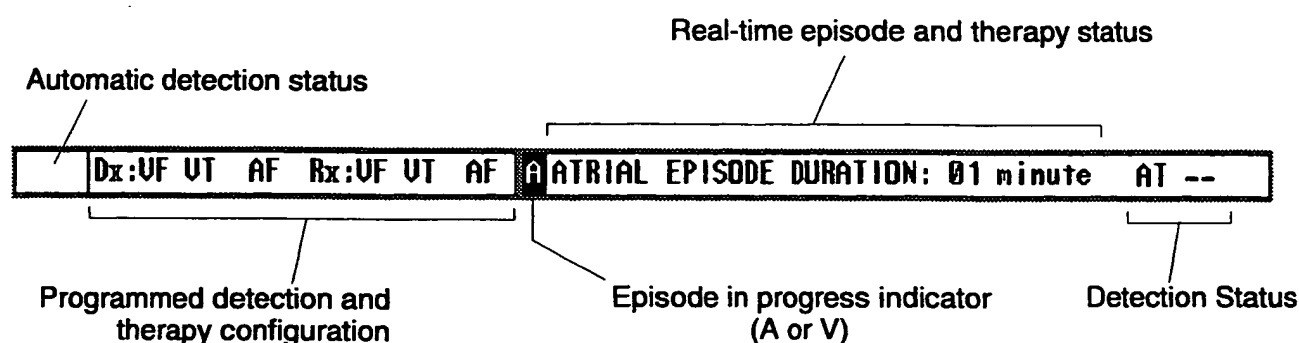 Real-time episode and therapy status
Automatic detection status
Dx:VF VT AF Rx:VF VT AF A ATRIAL EPISODE DURATION: 01 minute AT --
Programmed detection and
therapy configuration
Episode in progress indicator
(A or V)
Detection Status